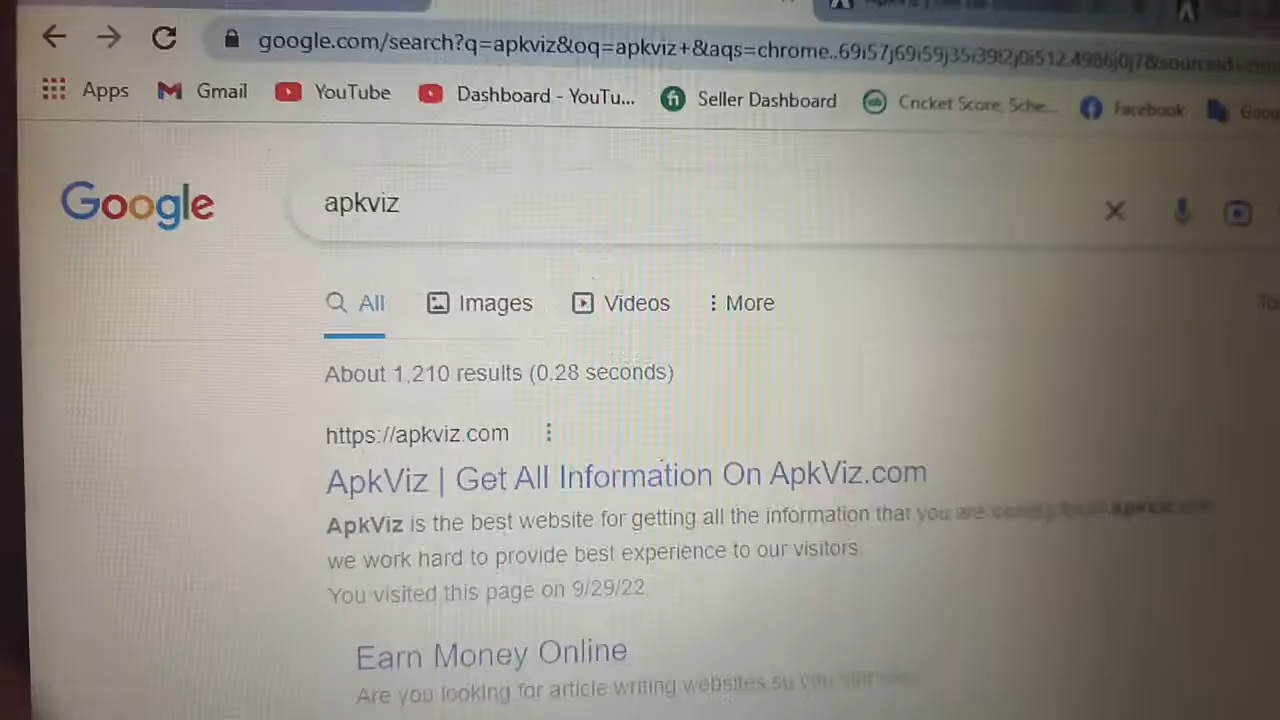 google.com/search?q=apkviz&oq=apkviz+&aqs=chrome..69i57j69i59j35i39l2j0i512.4986j0j7&sourceid
Apps Gmail YouTube Dashboard - YouTu... Seller Dashboard Cricket Score, Sche... Facebook
Google
apkviz
All Images Videos More
About 1,210 results (0.28 seconds)
https://apkviz.com
ApkViz | Get All Information On ApkViz.com
ApkViz is the best website for getting all the information that you are
we work hard to provide best experience to our visitors
You visited this page on 9/29/22
Earn Money Online
Are you looking for article writing websites so you can